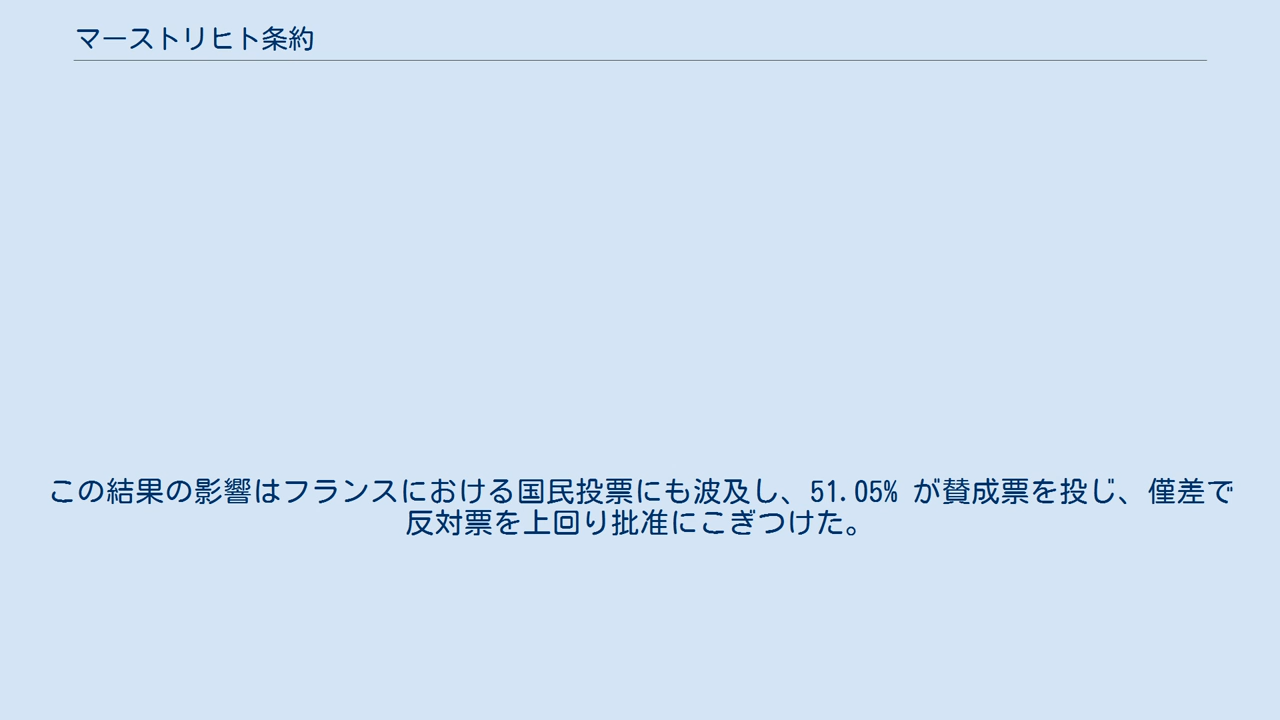 マーストリヒト条約
この結果の影響はフランスにおける国民投票にも波及し、51.05% が賛成票を投じ、僅差で
反対票を上回り批准にこぎつけた。